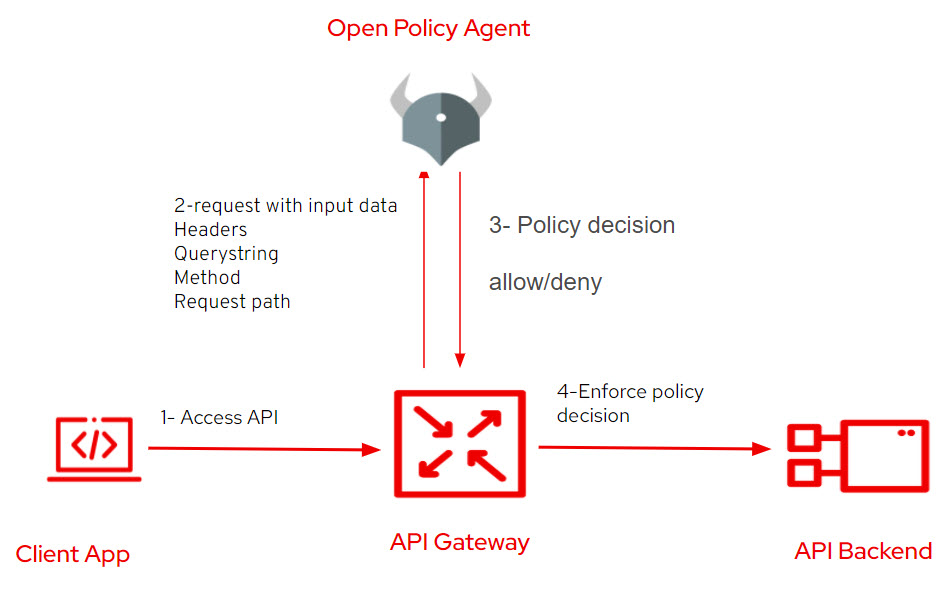 Open Policy Agent
2-request with input data
Headers
Querystring
Method
Request path
3- Policy decision
allow/deny
1- Access API
4-Enforce policy
decision
</>
Client App
API Gateway
API Backend